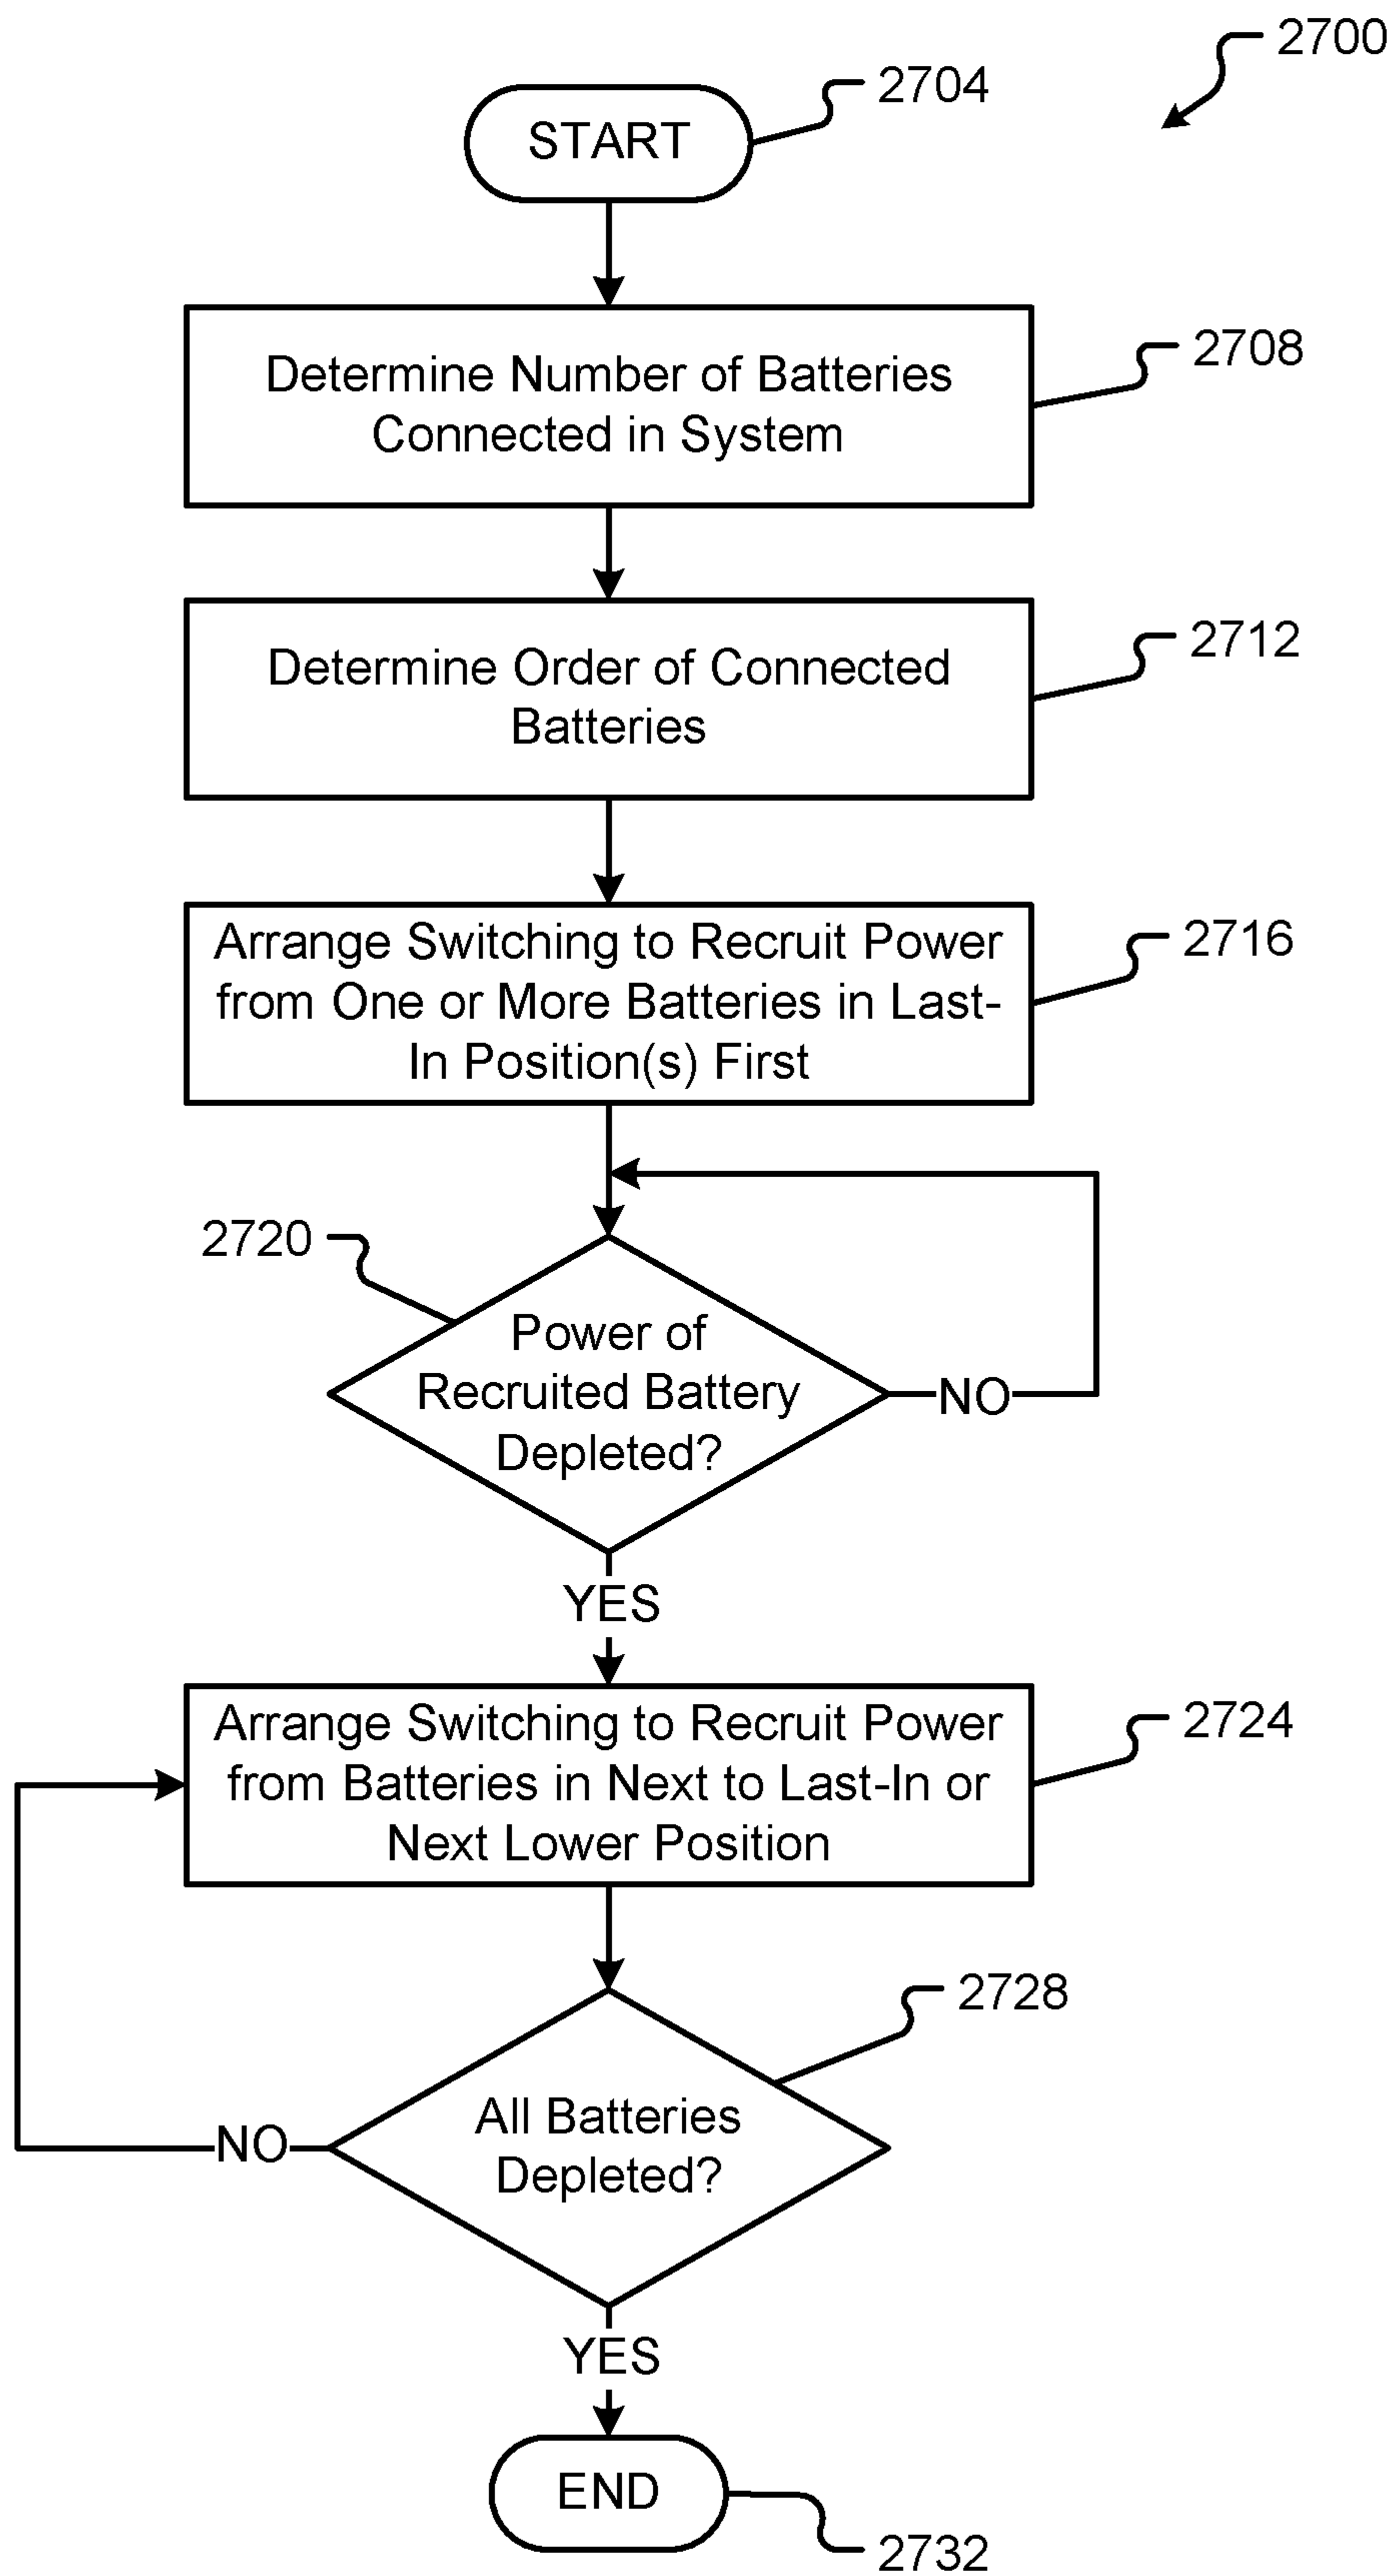 2700
2704
START
2708
Determine Number of Batteries
Connected in System
2712
Determine Order of Connected
Batteries
2716
Arrange Switching to Recruit Power
from One or More Batteries in Last-
In Position(s) First
2720
Power of
Recruited Battery
Depleted?
NO
YES
2724
Arrange Switching to Recruit Power
from Batteries in Next to Last-In or
Next Lower Position
2728
All Batteries
Depleted?
NO
YES
END
2732